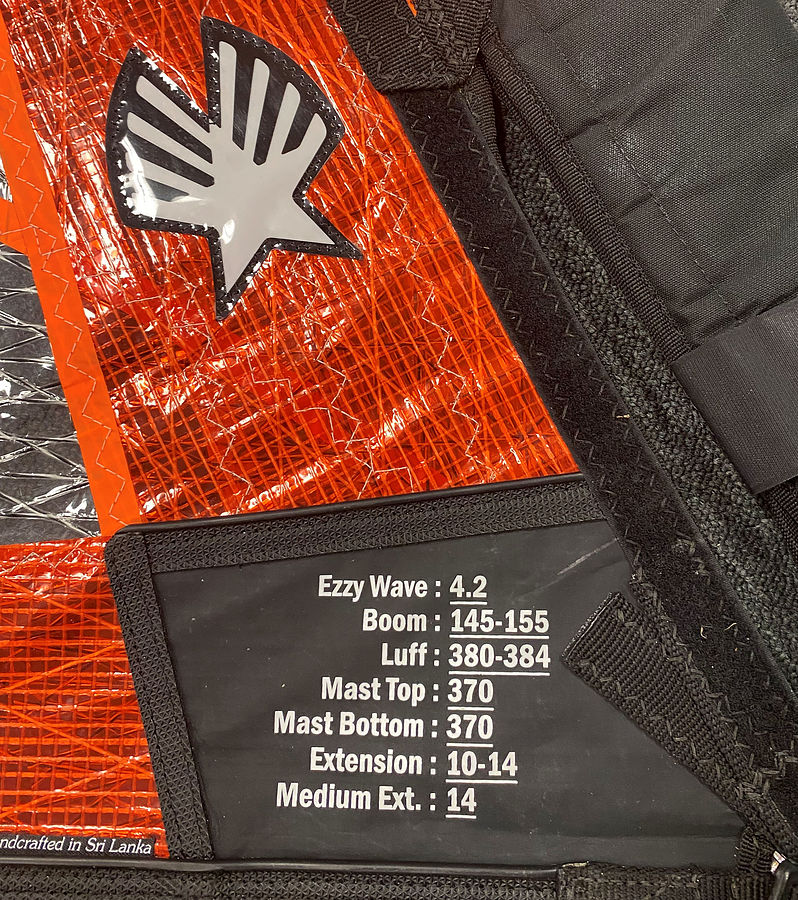 Ezzy Wave : 4.2
Boom : 145-155
Luff : 380-384
Mast Top : 370
Mast Bottom : 370
Extension : 10-14
Medium Ext. : 14
ndcrafted in Sri Lanka